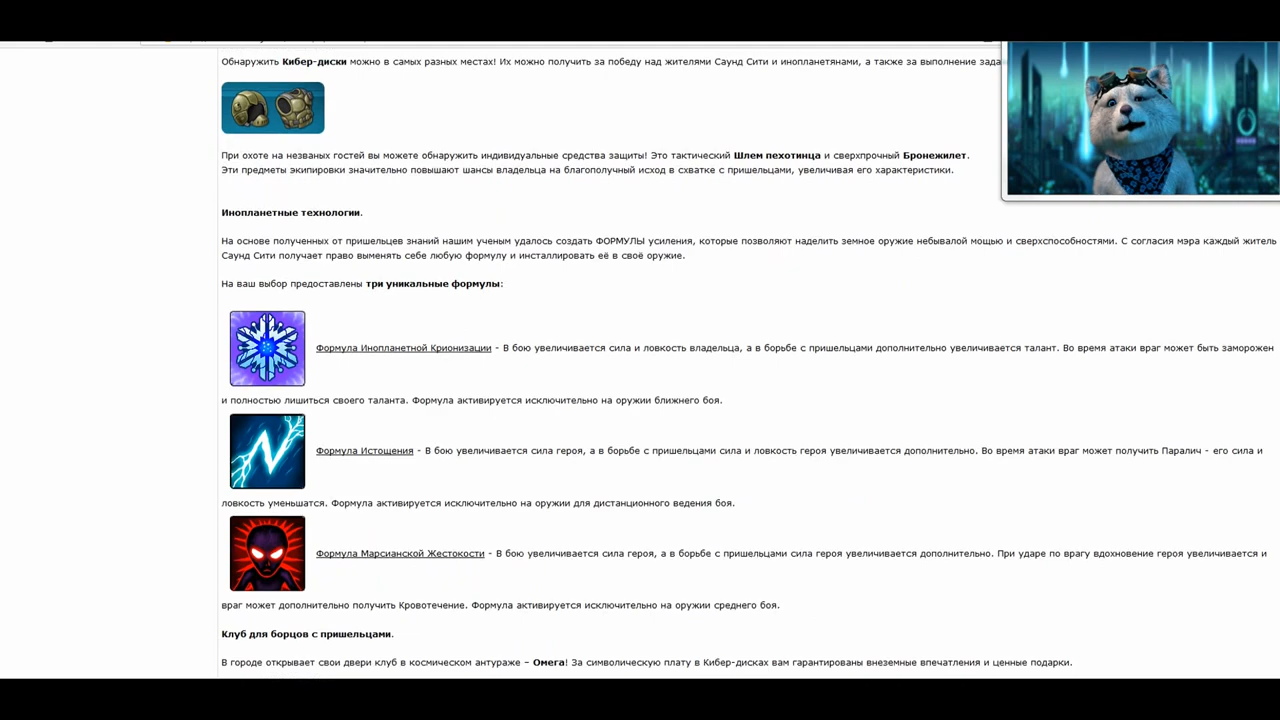 Обнаружить Кибер-диски можно в самых разных местах! Их можно получить за победу над жителями Саунд Сити и инопланетянами, а также за выполнение зада
При охоте на незваных гостей вы можете обнаружить индивидуальные средства защиты! Это тактический Шлем пехотинца и сверхпрочный Бронежилет.
Эти предметы экипировки значительно повышают шансы владельца на благополучный исход в схватке с пришельцами, увеличивая его характеристики.
Инопланетные технологии.
На основе полученных от пришельцев знаний нашим ученым удалось создать ФОРМУЛЫ усиления, которые позволяют наделить земное оружие небывалой мощью и сверхспособностями. С согласия мэра каждый житель
Саунд Сити получает право выменять себе любую формулу и инсталлировать её в своё оружие.
На ваш выбор предоставлены три уникальные формулы:
Формула Инопланетной Крионизации - В бою увеличивается сила и ловкость владельца, а в борьбе с пришельцами дополнительно увеличивается талант. Во время атаки враг может быть заморожен
и полностью лишиться своего таланта. Формула активируется исключительно на оружии ближнего боя.
Формула Истощения - В бою увеличивается сила героя, а в борьбе с пришельцами сила и ловкость героя увеличивается дополнительно. Во время атаки враг может получить Паралич - его сила и
ловкость уменьшатся. Формула активируется исключительно на оружии для дистанционного ведения боя.
Формула Марсианской Жестокости - В бою увеличивается сила героя, а в борьбе с пришельцами сила героя увеличивается дополнительно. При ударе по врагу вдохновение героя увеличивается и
враг может дополнительно получить Кровотечение. Формула активируется исключительно на оружии среднего боя.
Клуб для борцов с пришельцами.
В городе открывает свои двери клуб в космическом антураже – Омега! За символическую плату в Кибер-дисках вам гарантированы внеземные впечатления и ценные подарки.